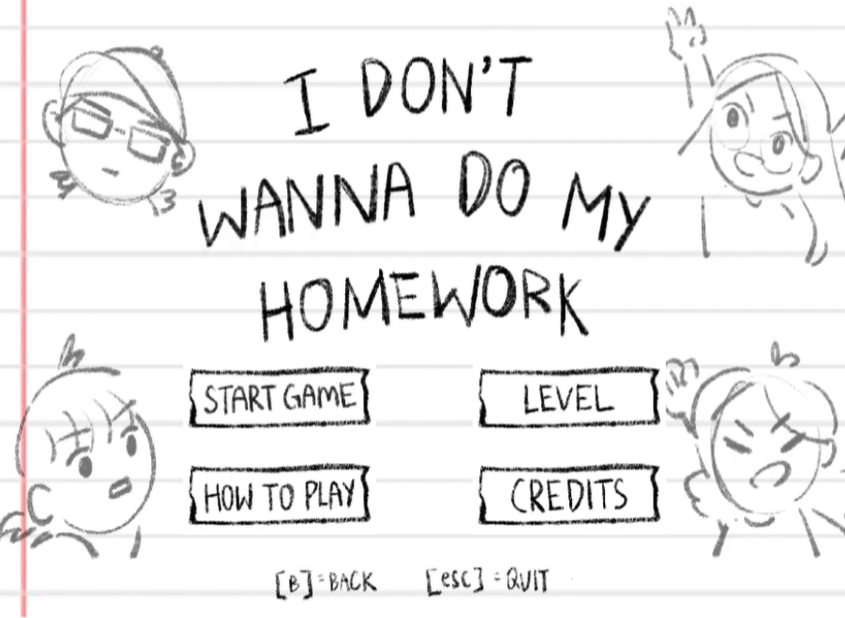 I DON'T
WANNA DO MY
HOMEWORK
START GAME
LEVEL
HOW TO PLAY
CREDITS
[B]=BACK
[esc]=QUIT